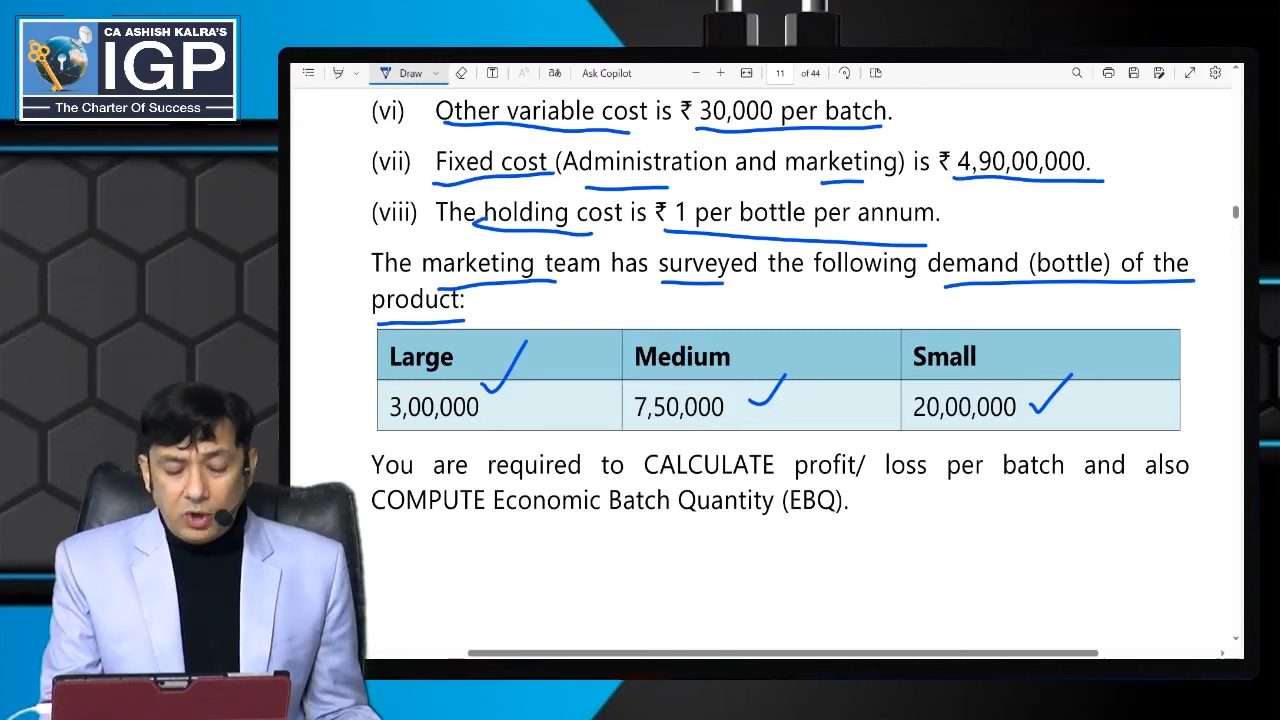 CA ASHISH KALRA'S
IGP
The Charter Of Success
Draw
Ask Copilot
11 of 44
(vi) Other variable cost is ₹ 30,000 per batch.
(vii) Fixed cost (Administration and marketing) is ₹ 4,90,00,000.
(viii) The holding cost is ₹ 1 per bottle per annum.
The marketing team has surveyed the following demand (bottle) of the
product:
Large Medium Small
3,00,000 7,50,000 20,00,000
You are required to CALCULATE profit/ loss per batch and also
COMPUTE Economic Batch Quantity (EBQ).